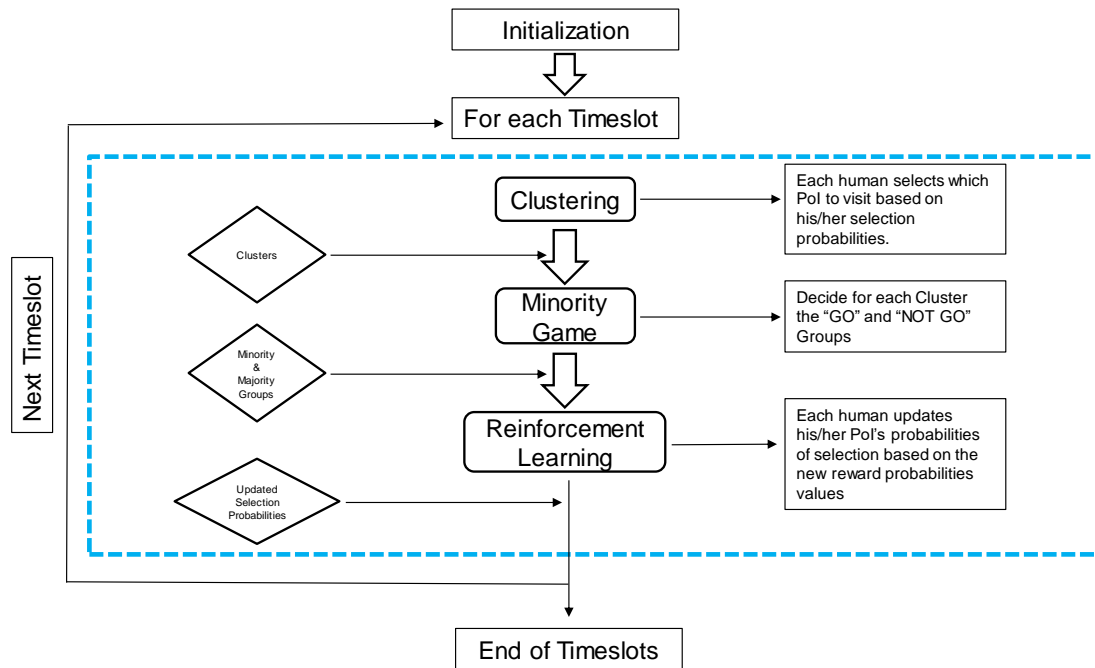 Initialization
For each Timeslot
Clustering
Each human selects which
PoI to visit based on
his/her selection
probabilities.
Clusters
Minority
Game
Decide for each Cluster
the “GO” and “NOT GO”
Groups
Minority
&
Majority
Groups
Reinforcement
Learning
Each human updates
his/her PoI’s probabilities
of selection based on the
new reward probabilities
values
Updated
Selection
Probabilities
Next Timeslot
End of Timeslots